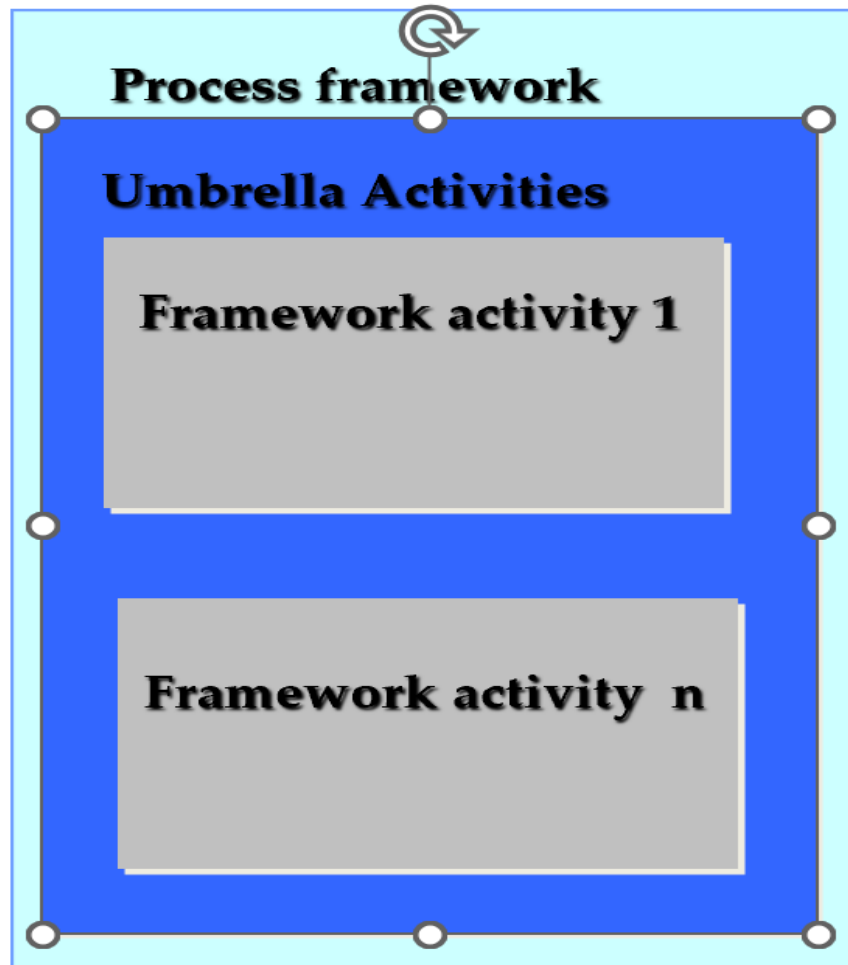 Process framework
Umbrella Activities
Framework activity 1
Framework activity n